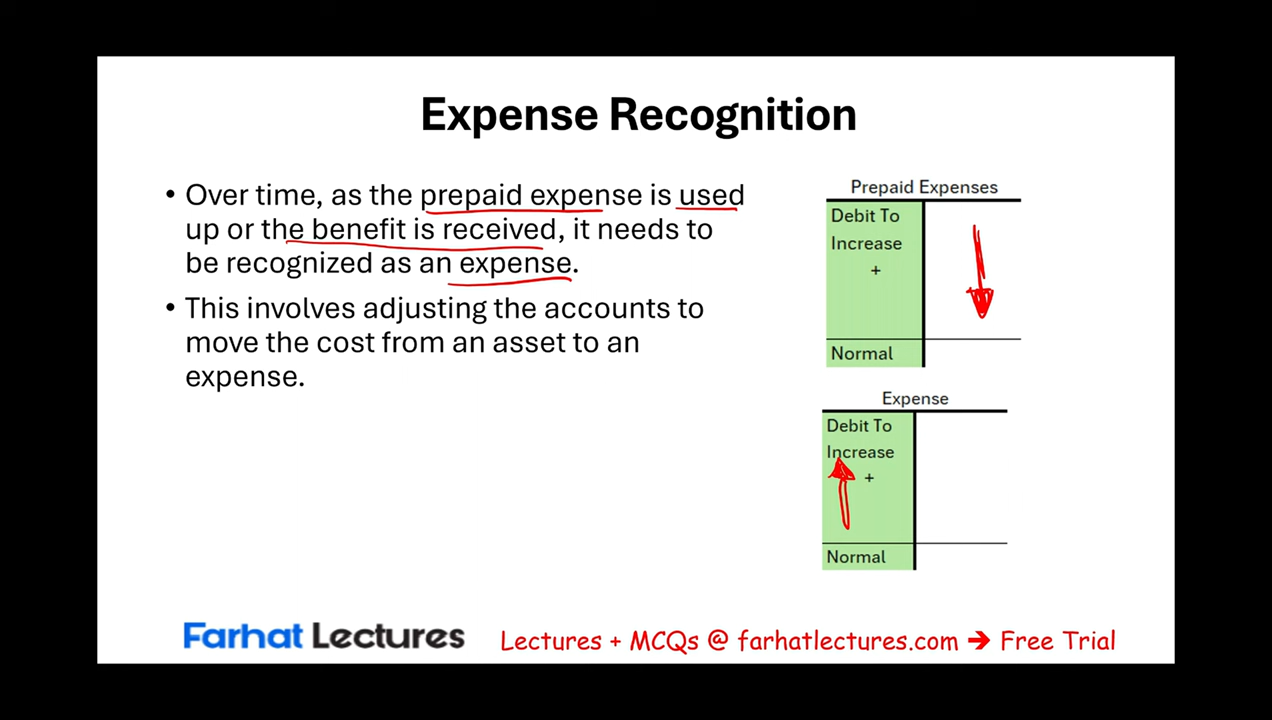 Expense Recognition
• Over time, as the prepaid expense is used
up or the benefit is received, it needs to
be recognized as an expense.
• This involves adjusting the accounts to
move the cost from an asset to an
expense.
Prepaid Expenses
Debit To
Increase
+
Normal
Expense
Debit To
Increase
+
Normal
Farhat Lectures
Lectures + MCQs @ farhatlectures.com ➔ Free Trial